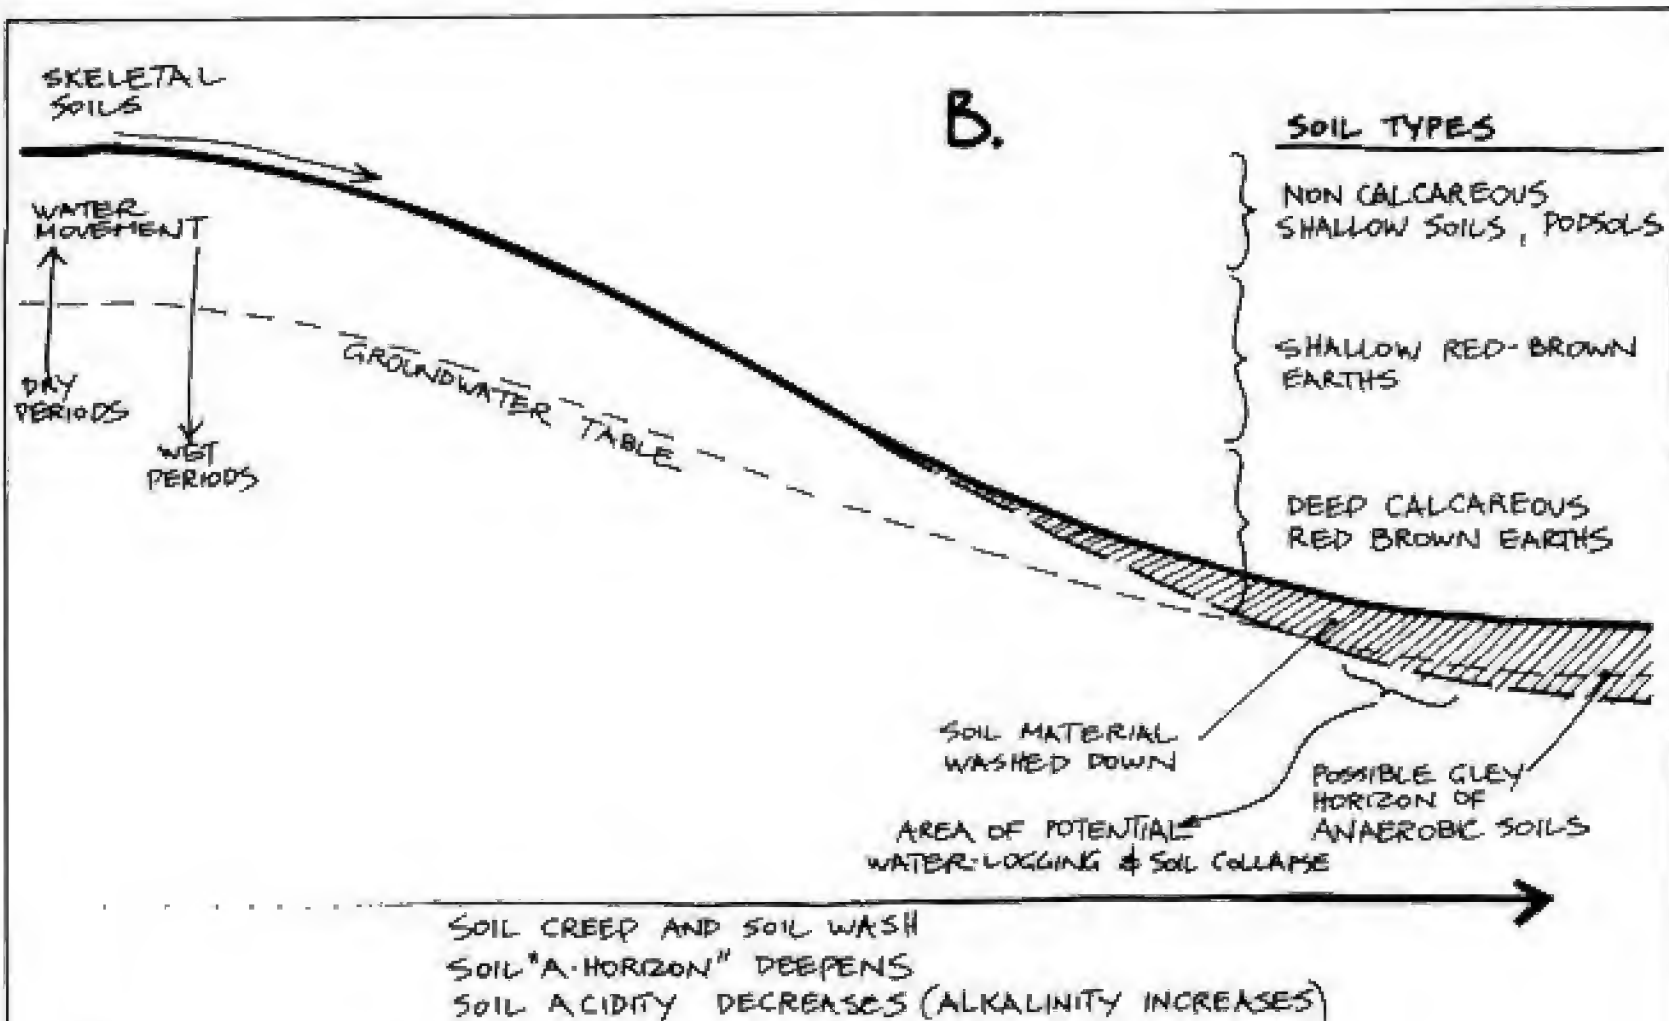 SKELETAL
SOILS
B.
SOIL TYPES
NON CALCAREOUS
SHALLOW SOILS, PODSOLS
WATER
MOVEMENT
SHALLOW RED-BROWN
EARTHS
GROUNDWATER TABLE
DRY
PERIODS
WET
PERIODS
DEEP CALCAREOUS
RED BROWN EARTHS
SOIL MATERIAL
WASHED DOWN
POSSIBLE GLEY
HORIZON OF
ANAEROBIC SOILS
AREA OF POTENTIAL
WATER-LOGGING & SOIL COLLAPSE
SOIL CREEP AND SOIL WASH
SOIL "A-HORIZON" DEEPENS
SOIL ACIDITY DECREASES (ALKALINITY INCREASES)